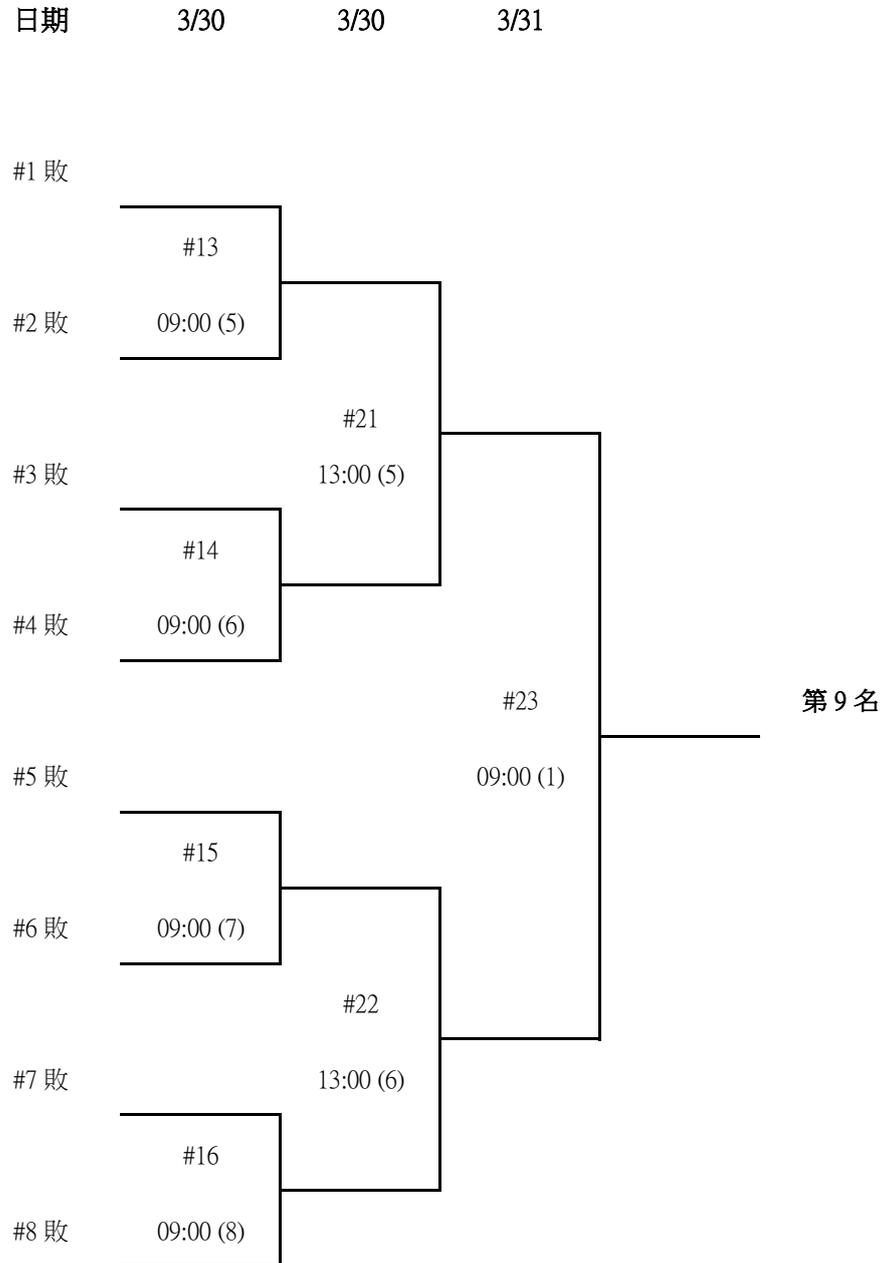 日期 3/30 3/30 3/31
#1 敗
#13
#2 敗 09:00 (5)
#21
#3 敗 13:00 (5)
#14
#4 敗 09:00 (6)
#23 第 9 名
#5 敗 09:00 (1)
#15
#6 敗 09:00 (7)
#22
#7 敗 13:00 (6)
#16
#8 敗 09:00 (8)